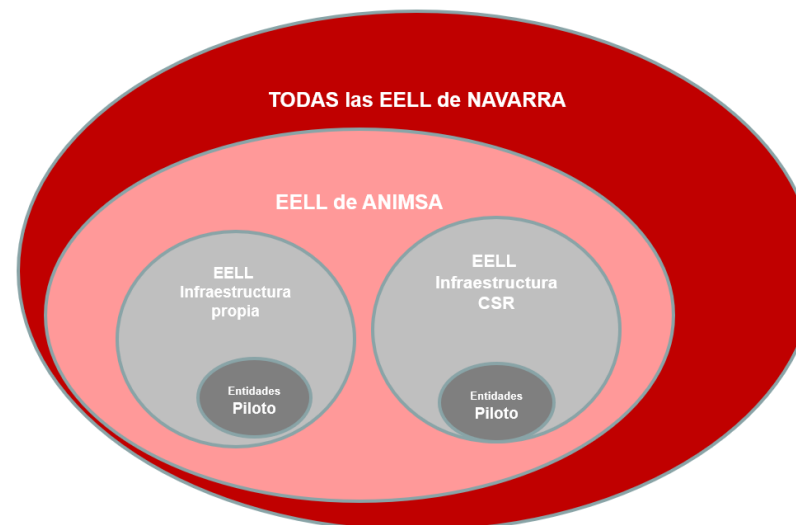 TODAS las EELL de NAVARRA
EELL de ANIMSA
EELL
Infraestructura
propia
Entidades
Piloto
EELL
Infraestructura
CSR
Entidades
Piloto